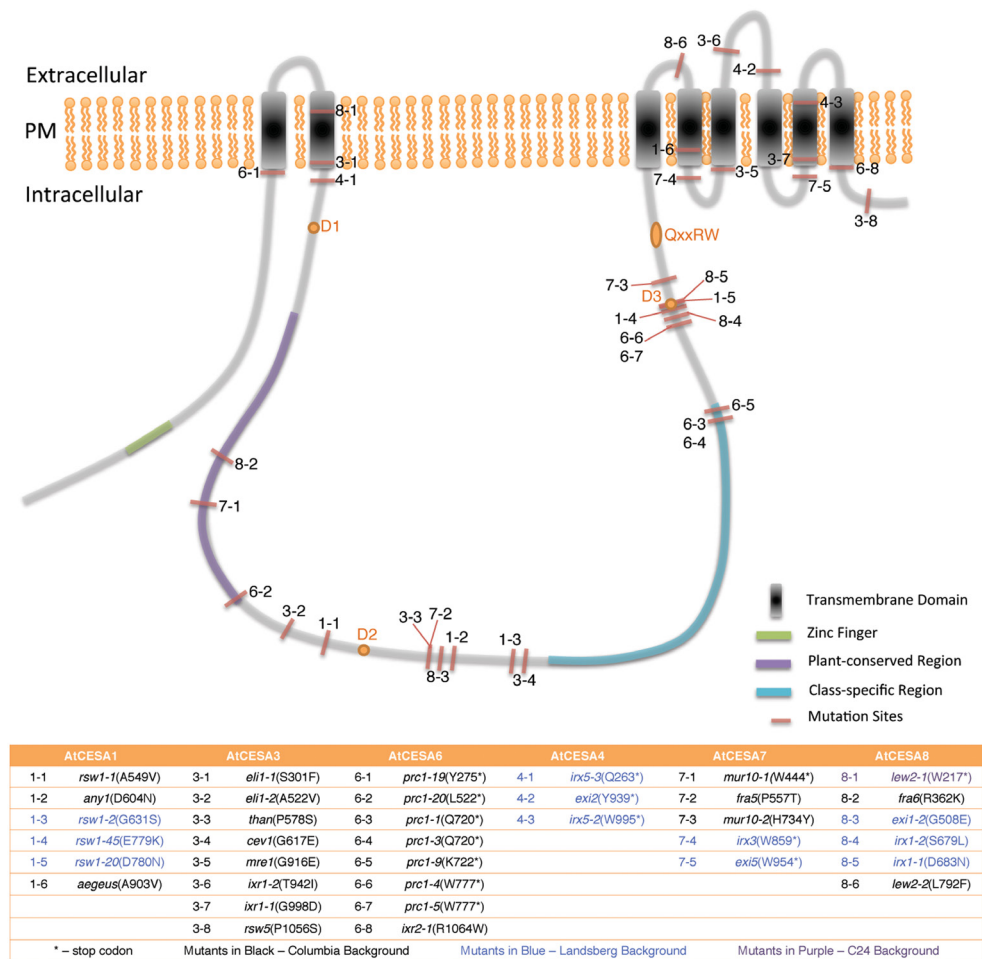 8-6
3-6
4-2
Extracellular
PM
Intracellular
8-1
3-1
6-1
4-1
4-3
1-6
3-7
7-4
3-5
7-5
6-8
3-8
D1
QxxRW
7-3
8-5
D3
1-5
1-4
8-4
6-6
6-7
6-5
6-3
6-4
8-2
7-1
6-2
3-2
1-1
D2
3-3
7-2
1-2
8-3
1-3
3-4
Transmembrane Domain
Zinc Finger
Plant-conserved Region
Class-specific Region
Mutation Sites
AtCESA1 AtCESA3 AtCESA6 AtCESA4 AtCESA7 AtCESA8
1-1 rsw1-1(A549V) 3-1 eli1-1(S301F) 6-1 prc1-19(Y275*) 4-1 irx5-3(Q263*) 7-1 mur10-1(W444*) 8-1 lew2-1(W217*)
1-2 any1(D604N) 3-2 eli1-2(A522V) 6-2 prc1-20(L522*) 4-2 exi2(Y939*) 7-2 fra5(P557T) 8-2 fra6(R362K)
1-3 rsw1-2(G631S) 3-3 than(P578S) 6-3 prc1-1(Q720*) 4-3 irx5-2(W995*) 7-3 mur10-2(H734Y) 8-3 exi1-2(G508E)
1-4 rsw1-45(E779K) 3-4 cev1(G617E) 6-4 prc1-3(Q720*) 7-4 irx3(W859*) 8-4 irx1-2(S679L)
1-5 rsw1-20(D780N) 3-5 mre1(G916E) 6-5 prc1-9(K722*) 7-5 exi5(W954*) 8-5 irx1-1(D683N)
1-6 aegeus(A903V) 3-6 ixr1-2(T942I) 6-6 prc1-4(W777*) 8-6 lew2-2(L792F)
3-7 ixr1-1(G998D) 6-7 prc1-5(W777*)
3-8 rsw5(P1056S) 6-8 ixr2-1(R1064W)
* – stop codon Mutants in Black – Columbia Background Mutants in Blue – Landsberg Background Mutants in Purple – C24 Background